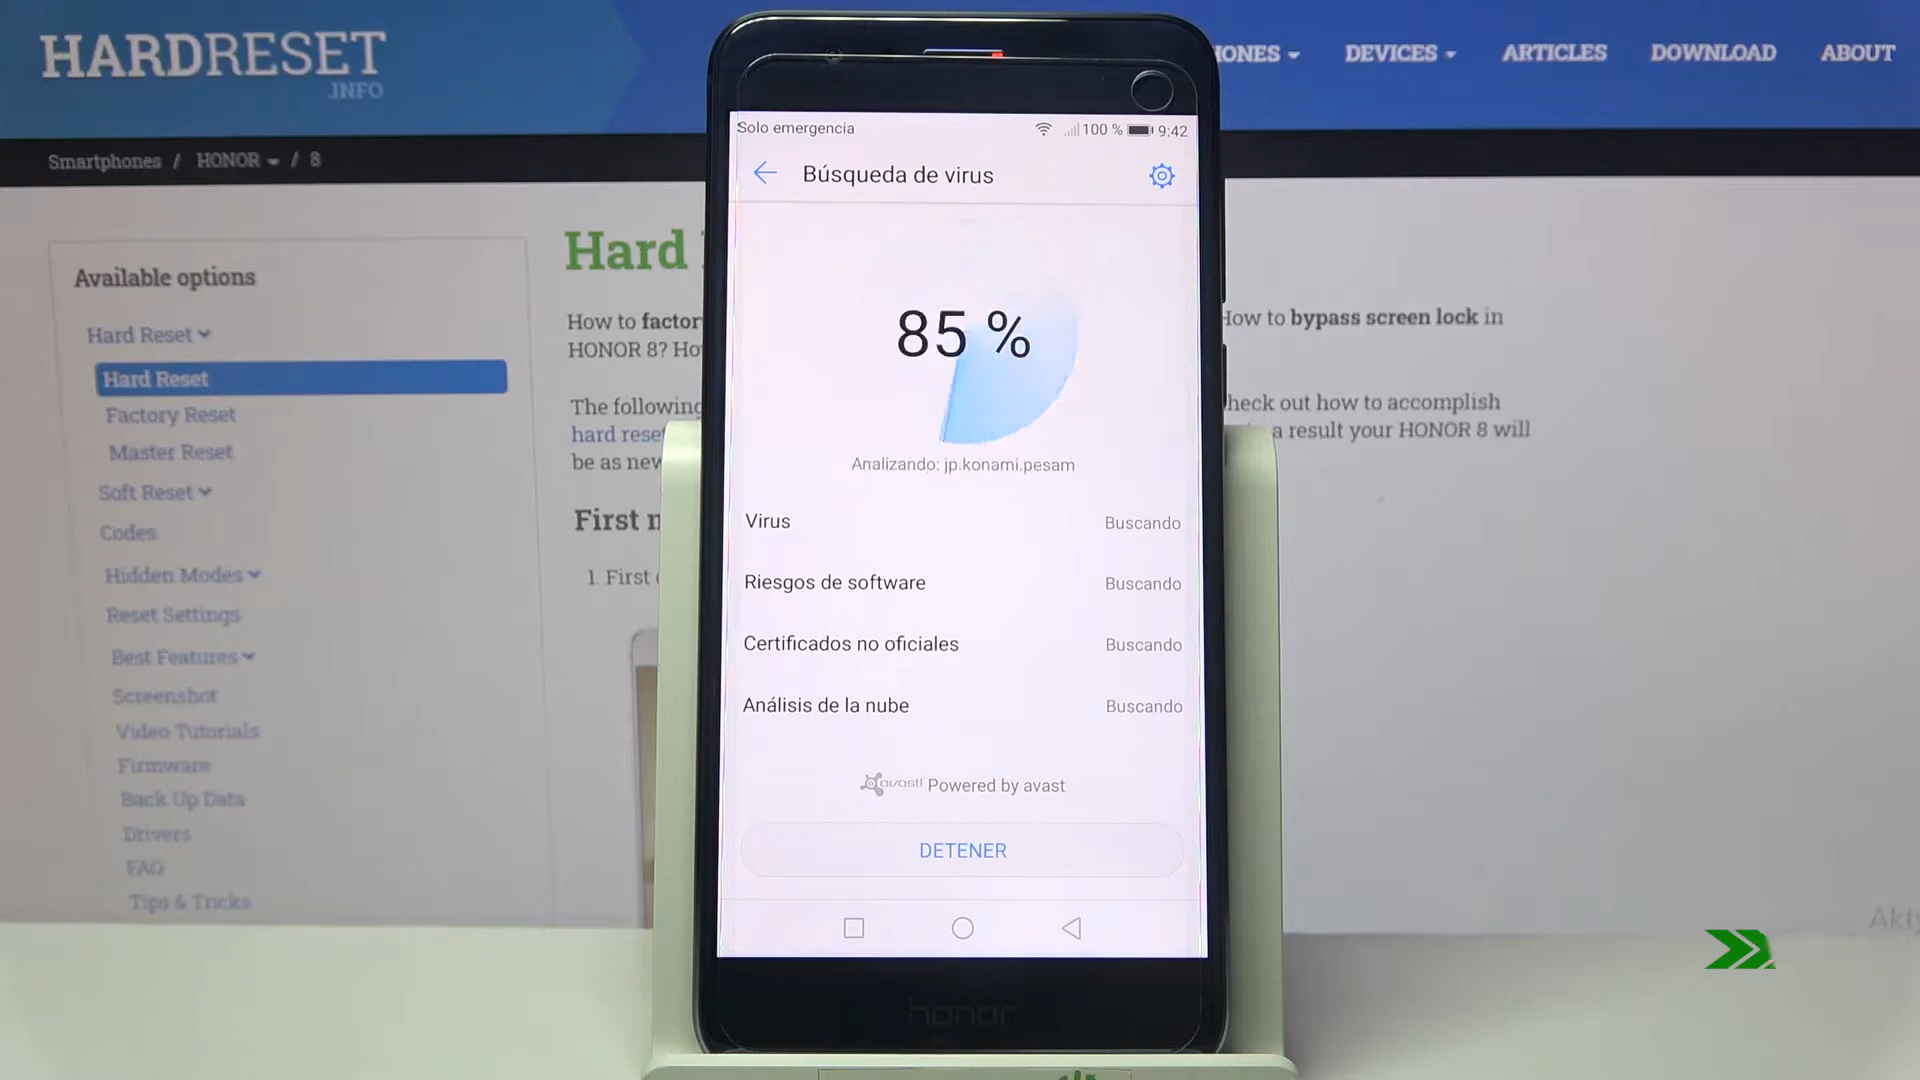 HARDRESET
.INFO
DEVICES
ARTICLES
DOWNLOAD
ABOUT
Smartphones / HONOR / 8
Available options
Hard Reset
Hard Reset
Factory Reset
Master Reset
Soft Reset
Codes
Hidden Modes
Reset Settings
Best Features
Screenshot
Video Tutorials
Firmware
Back Up Data
Drivers
FAQ
Tips & Tricks
Hard
How to
HONOR 8?
The following
hard reset
be as new
First
1. First
How to bypass screen lock in
check out how to accomplish
a result your HONOR 8 will
Solo emergencia
100 % 9:42
Búsqueda de virus
85 %
Analizando: jp.konami.pesam
Virus Buscando
Riesgos de software Buscando
Certificados no oficiales Buscando
Análisis de la nube Buscando
avast! Powered by avast
DETENER
honor